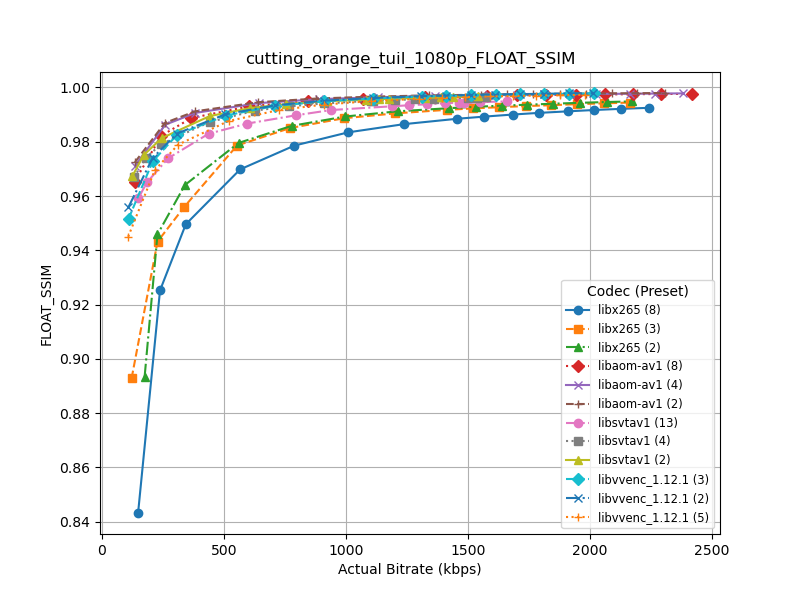 cutting_orange_tuil_1080p_FLOAT_SSIM
1.00
0.98
0.96
0.94
0.92
0.90
0.88
0.86
0.84
FLOAT_SSIM
0
500
1000
1500
2000
2500
Actual Bitrate (kbps)
Codec (Preset)
libx265 (8)
libx265 (3)
libx265 (2)
libaom-av1 (8)
libaom-av1 (4)
libaom-av1 (2)
libsvtav1 (13)
libsvtav1 (4)
libsvtav1 (2)
libvvenc_1.12.1 (3)
libvvenc_1.12.1 (2)
libvvenc_1.12.1 (5)